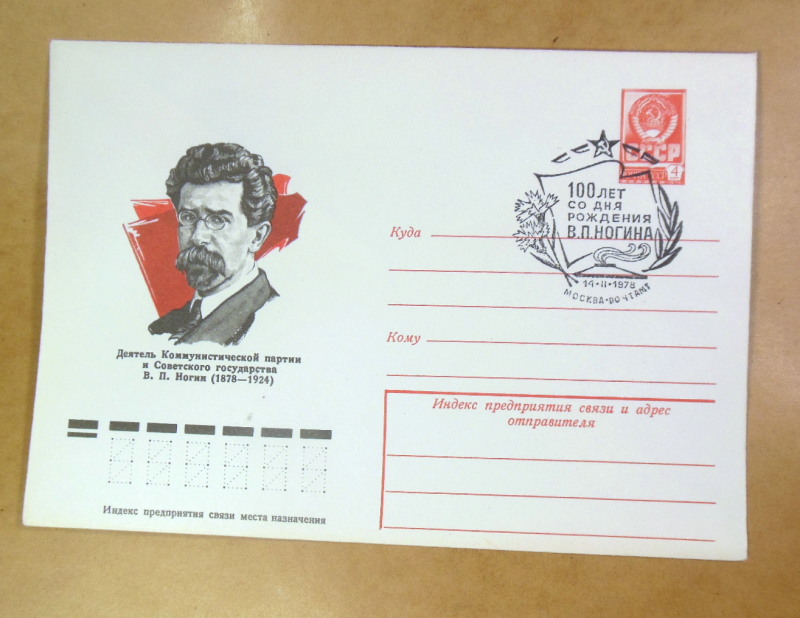 СССР
4
100 ЛЕТ
СО ДНЯ
РОЖДЕНИЯ
В.П.НОГИНА
14•II•1978
МОСКВА-ПОЧТАМТ
Куда
Кому
Деятель Коммунистической партии
и Советского государства
В. П. Ногин (1878—1924)
Индекс предприятия связи и адрес
отправителя
Индекс предприятия связи места назначения